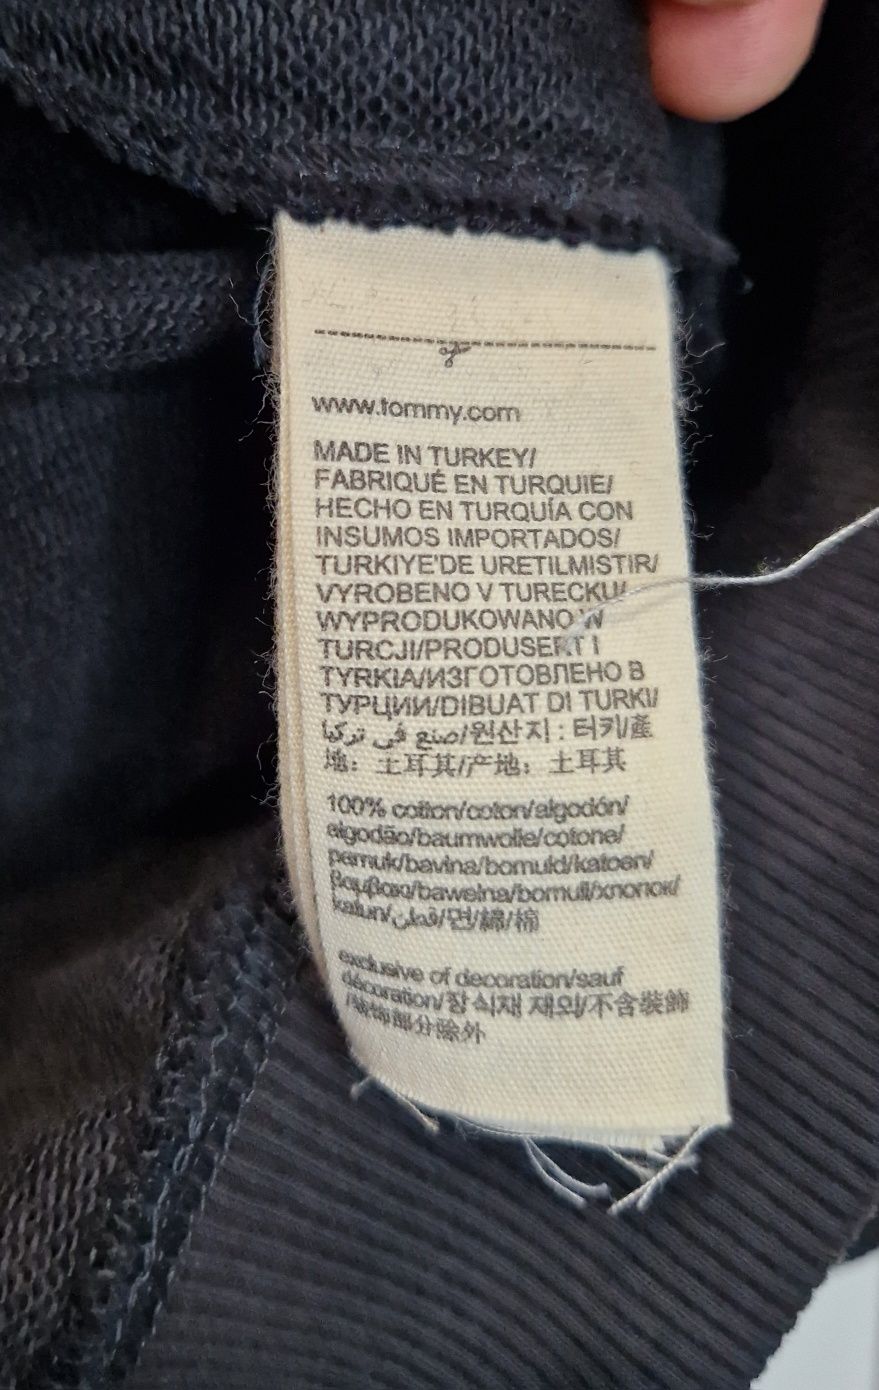 www.tommy.com
MADE IN TURKEY/
FABRIQUÉ EN TURQUIE/
HECHO EN TURQUÍA CON
INSUMOS IMPORTADOS/
TURKIYE'DE URETILMISTIR/
VYROBENO V TURECKU/
WYPRODUKOWANO W
TURCJI/PRODUSERT I
TYRKIA/ИЗГОТОВЛЕНО В
ТУРЦИИ/DIBUAT DI TURKI/
صنع في تركيا/원산지 : 터키/產
地：土耳其/产地：土耳其
100% cotton/coton/algodón/
algodão/baumwolle/cotone/
pamuk/bavlna/bomuld/katoen/
βαμβακι/bawełna/bomull/хлопок/
katun/قطن/면/綿/棉
exclusive of decoration/sauf
décoration/장식재 제외/不含裝飾
/装饰部分除外